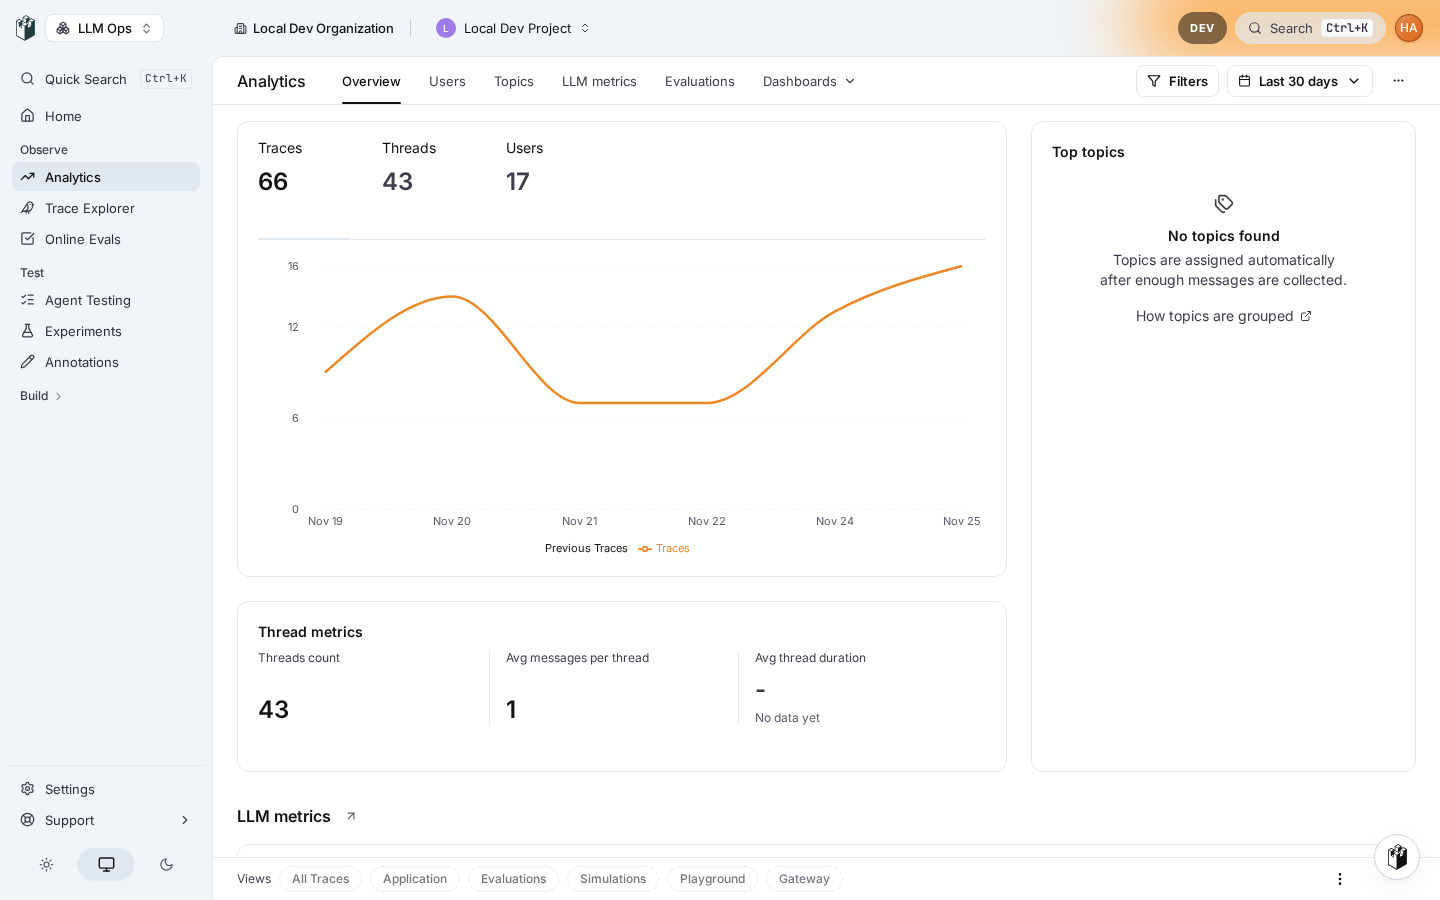 LLM Ops
Local Dev Organization
L
Local Dev Project
DEV
Search Ctrl+K
HA
Quick Search Ctrl+K
Home
Observe
Analytics
Trace Explorer
Online Evals
Test
Agent Testing
Experiments
Annotations
Build
Settings
Support
Analytics
Overview
Users
Topics
LLM metrics
Evaluations
Dashboards
Filters
Last 30 days
Traces
66
Threads
43
Users
17
16
12
6
0
Nov 19
Nov 20
Nov 21
Nov 22
Nov 24
Nov 25
Previous Traces
Traces
Top topics
No topics found
Topics are assigned automatically
after enough messages are collected.
How topics are grouped
Thread metrics
Threads count
43
Avg messages per thread
1
Avg thread duration
-
No data yet
LLM metrics
Views
All Traces
Application
Evaluations
Simulations
Playground
Gateway